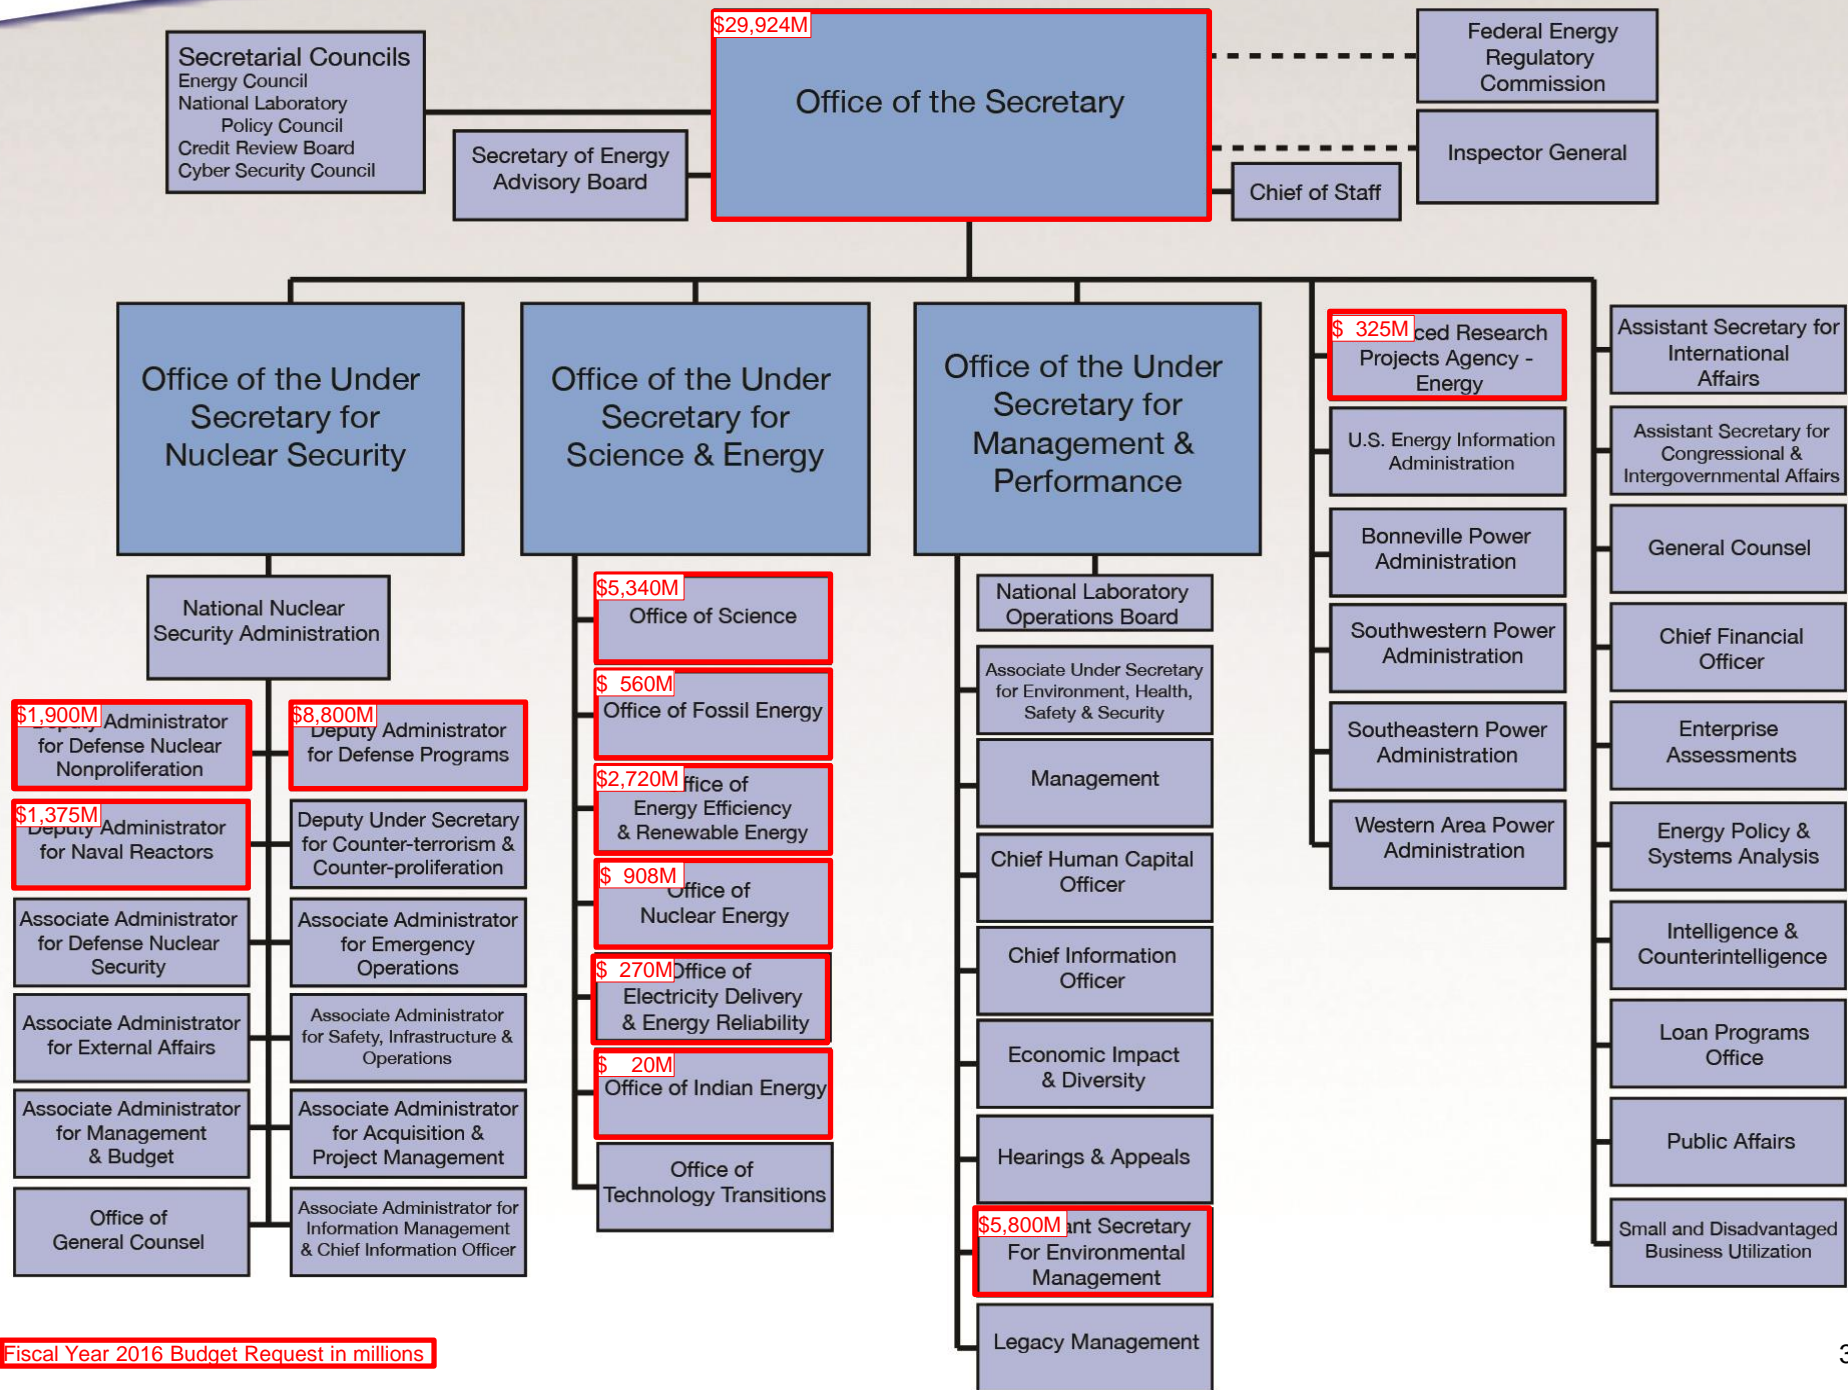 $29,924M
Office of the Secretary
Secretarial Councils
Energy Council
National Laboratory
Policy Council
Credit Review Board
Cyber Security Council
Secretary of Energy
Advisory Board
Federal Energy
Regulatory
Commission
Inspector General
Chief of Staff
Office of the Under
Secretary for
Nuclear Security
National Nuclear
Security Administration
$1,900M
Deputy Administrator
for Defense Nuclear
Nonproliferation
$8,800M
Deputy Administrator
for Defense Programs
$1,375M
Deputy Administrator
for Naval Reactors
Deputy Under Secretary
for Counter-terrorism &
Counter-proliferation
Associate Administrator
for Defense Nuclear
Security
Associate Administrator
for Emergency
Operations
Associate Administrator
for External Affairs
Associate Administrator
for Safety, Infrastructure &
Operations
Associate Administrator
for Management
& Budget
Associate Administrator
for Acquisition &
Project Management
Office of
General Counsel
Associate Administrator for
Information Management
& Chief Information Officer
Office of the Under
Secretary for
Science & Energy
$5,340M
Office of Science
$ 560M
Office of Fossil Energy
$2,720M
ffice of
Energy Efficiency
& Renewable Energy
$ 908M
Office of
Nuclear Energy
$ 270M
Office of
Electricity Delivery
& Energy Reliability
$ 20M
Office of Indian Energy
Office of
Technology Transitions
Office of the Under
Secretary for
Management &
Performance
National Laboratory
Operations Board
Associate Under Secretary
for Environment, Health,
Safety & Security
Management
Chief Human Capital
Officer
Chief Information
Officer
Economic Impact
& Diversity
Hearings & Appeals
$5,800M
ant Secretary
For Environmental
Management
Legacy Management
$ 325M
ced Research
Projects Agency -
Energy
U.S. Energy Information
Administration
Bonneville Power
Administration
Southwestern Power
Administration
Southeastern Power
Administration
Western Area Power
Administration
Assistant Secretary for
International
Affairs
Assistant Secretary for
Congressional &
Intergovernmental Affairs
General Counsel
Chief Financial
Officer
Enterprise
Assessments
Energy Policy &
Systems Analysis
Intelligence &
Counterintelligence
Loan Programs
Office
Public Affairs
Small and Disadvantaged
Business Utilization
Fiscal Year 2016 Budget Request in millions
3